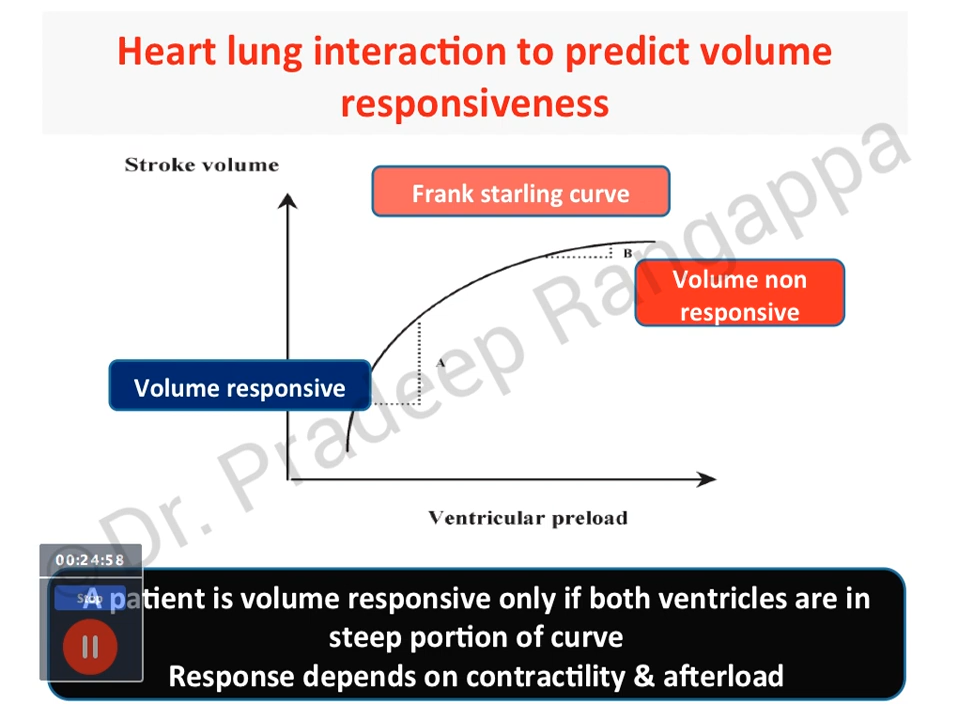 Heart lung interaction to predict volume
responsiveness
Stroke volume
Frank starling curve
B
Volume non
responsive
A
Volume responsive
Ventricular preload
©Dr. Pradeep Rangappa
00:24:58
Stop
A patient is volume responsive only if both ventricles are in
steep portion of curve
Response depends on contractility & afterload